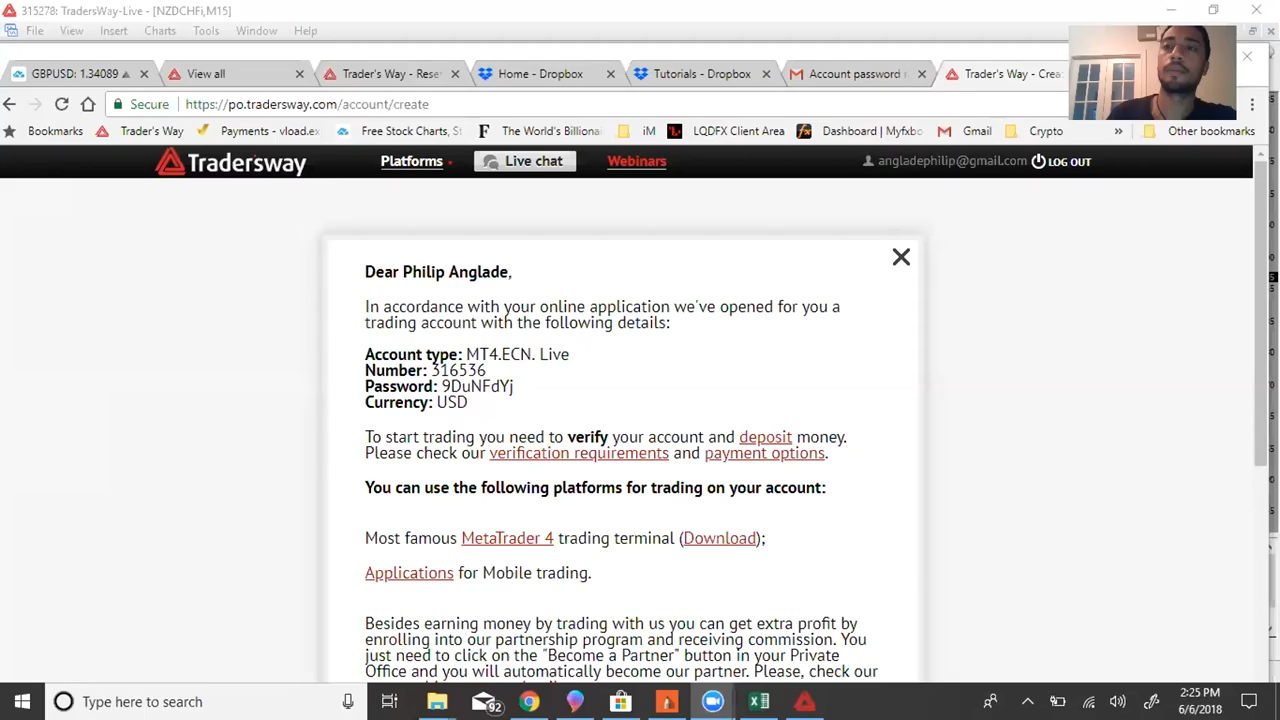 315278: TradersWay-Live - [NZDCHFi,M15]
File View Insert Charts Tools Window Help
GBPUSD: 1.34089 View all Trader's Way - Rese Home - Dropbox Tutorials - Dropbox Account password r Trader's Way - Crea
Secure https://po.tradersway.com/account/create
Bookmarks Trader's Way Payments - vload.ex Free Stock Charts, St The World's Billiona iM LQDFX Client Area Dashboard | Myfxbo Gmail Crypto » Other bookmarks
Tradersway Platforms Live chat Webinars angladephilip@gmail.com LOG OUT
Dear Philip Anglade,
In accordance with your online application we've opened for you a
trading account with the following details:
Account type: MT4.ECN. Live
Number: 316536
Password: 9DuNFdYj
Currency: USD
To start trading you need to verify your account and deposit money.
Please check our verification requirements and payment options.
You can use the following platforms for trading on your account:
Most famous MetaTrader 4 trading terminal (Download);
Applications for Mobile trading.
Besides earning money by trading with us you can get extra profit by
enrolling into our partnership program and receiving commission. You
just need to click on the "Become a Partner" button in your Private
Office and you will automatically become our partner. Please, check our
Type here to search
92
2:25 PM
6/6/2018